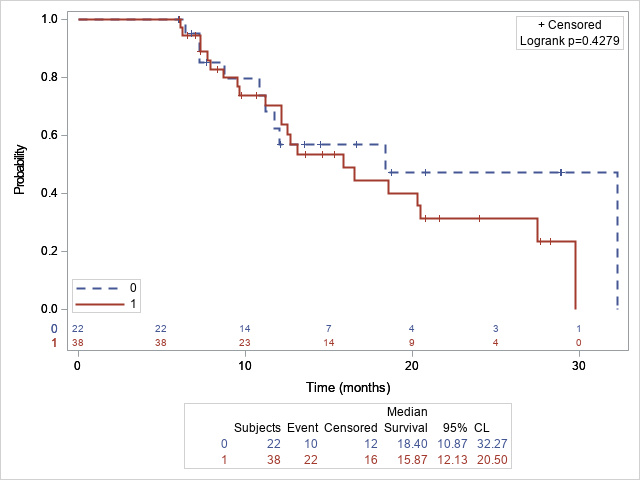 + Censored
Logrank p=0.4279
1.0
0.8
0.6
0.4
0.2
0.0
Probability
0
1
0 22 22 14 7 4 3 1
1 38 38 23 14 9 4 0
0 10 20 30
Time (months)
Median
Subjects Event Censored Survival 95% CL
0 22 10 12 18.40 10.87 32.27
1 38 22 16 15.87 12.13 20.50